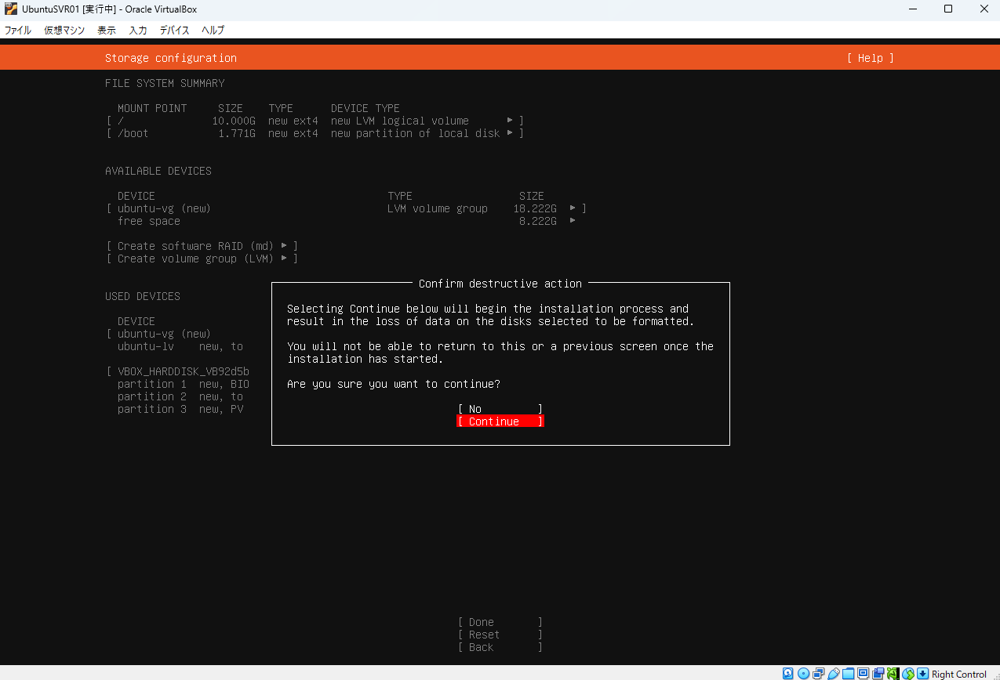 UbuntuSVR01 [実行中] - Oracle VirtualBox
ファイル 仮想マシン 表示 入力 デバイス ヘルプ
Storage configuration [ Help ]
FILE SYSTEM SUMMARY
MOUNT POINT SIZE TYPE DEVICE TYPE
[ / 10.000G new ext4 new LVM logical volume ▸ ]
[ /boot 1.771G new ext4 new partition of local disk ▸ ]
AVAILABLE DEVICES
DEVICE TYPE SIZE
[ ubuntu-vg (new) LVM volume group 18.222G ▸ ]
free space 8.222G ▸
[ Create software RAID (md) ▸ ]
[ Create volume group (LVM) ▸ ]
USED DEVICES
DEVICE
[ ubuntu-vg (new)
ubuntu-lv new, to
[ VBOX_HARDDISK_VB92d5b
partition 1 new, BIO
partition 2 new, to
partition 3 new, PV
Confirm destructive action
Selecting Continue below will begin the installation process and
result in the loss of data on the disks selected to be formatted.
You will not be able to return to this or a previous screen once the
installation has started.
Are you sure you want to continue?
[ No ]
[ Continue ]
[ Done ]
[ Reset ]
[ Back ]
Right Control